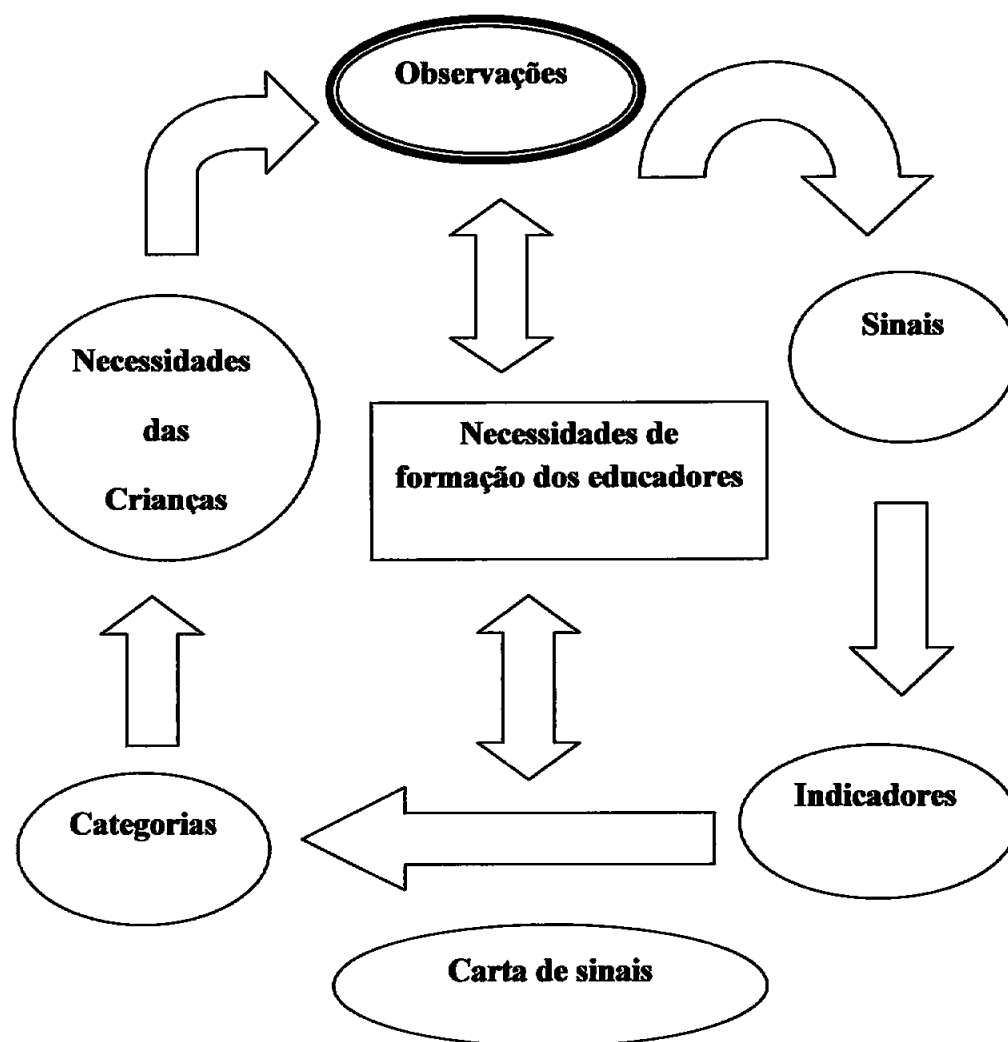 Observações
Sinais
Necessidades
das
Crianças
Necessidades de
formação dos educadores
Indicadores
Categorias
Carta de sinais